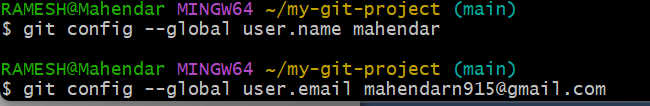 RAMESH@Mahendar MINGW64 ~/my-git-project (main)
$ git config --global user.name mahendar
RAMESH@Mahendar MINGW64 ~/my-git-project (main)
$ git config --global user.email mahendarn915@gmail.com